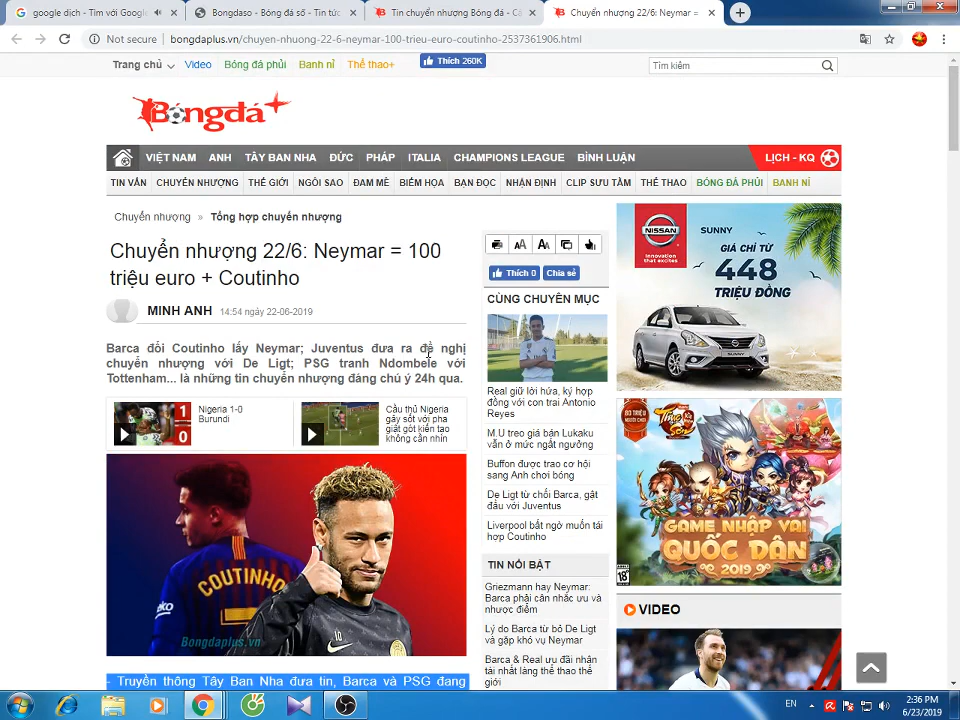 google dịch - Tìm với Googl
Bongdaso - Bóng đá số - Tin tức
Tin chuyển nhượng Bóng đá - Cậ
Chuyển nhượng 22/6: Neymar =
Not secure
bongdaplus.vn/chuyen-nhuong-22-6-neymar-100-trieu-euro-coutinho-2537361906.html
Trang chủ Video Bóng đá phủi Banh nỉ Thể thao+
Thích 260K
Tìm kiếm
Bóngdá+
VIỆT NAM ANH TÂY BAN NHA ĐỨC PHÁP ITALIA CHAMPIONS LEAGUE BÌNH LUẬN
LỊCH - KQ
TIN VẮN CHUYỂN NHƯỢNG THẾ GIỚI NGÔI SAO ĐAM MÊ BIẾM HỌA BẠN ĐỌC NHẬN ĐỊNH CLIP SƯU TẦM THỂ THAO BÓNG ĐÁ PHỦI BANH NỈ
Chuyển nhượng » Tổng hợp chuyển nhượng
Chuyển nhượng 22/6: Neymar = 100
triệu euro + Coutinho
MINH ANH 14:54 ngày 22-06-2019
Barca đổi Coutinho lấy Neymar; Juventus đưa ra đề nghị
chuyển nhượng với De Ligt; PSG tranh Ndombele với
Tottenham... là những tin chuyển nhượng đáng chú ý 24h qua.
1
0
Nigeria 1-0
Burundi
Cầu thủ Nigeria
gây sốt với pha
giật gót kiến tạo
không cần nhìn
COUTINHO
Bongdaplus.vn
- Truyền thông Tây Ban Nha đưa tin, Barca và PSG đang
Thích 0
Chia sẻ
CÙNG CHUYÊN MỤC
Real giữ lời hứa, ký hợp
đồng với con trai Antonio
Reyes
M.U treo giá bán Lukaku
vẫn ở mức ngất ngưởng
Buffon được trao cơ hội
sang Anh chơi bóng
De Ligt từ chối Barca, gật
đầu với Juventus
Liverpool bất ngờ muốn tái
hợp Coutinho
TIN NỔI BẬT
Griezmann hay Neymar:
Barca phải cân nhắc ưu và
nhược điểm
Lý do Barca từ bỏ De Ligt
và gặp khó vụ Neymar
Barca & Real ưu đãi nhân
tài nhất làng thể thao thế
giới
NISSAN
Innovation
that excites
SUNNY
GIÁ CHỈ TỪ
448
TRIỆU ĐỒNG
GAME NHẬP VAI
QUỐC DÂN
2019
18+
VIDEO
EN
2:36 PM
6/23/2019